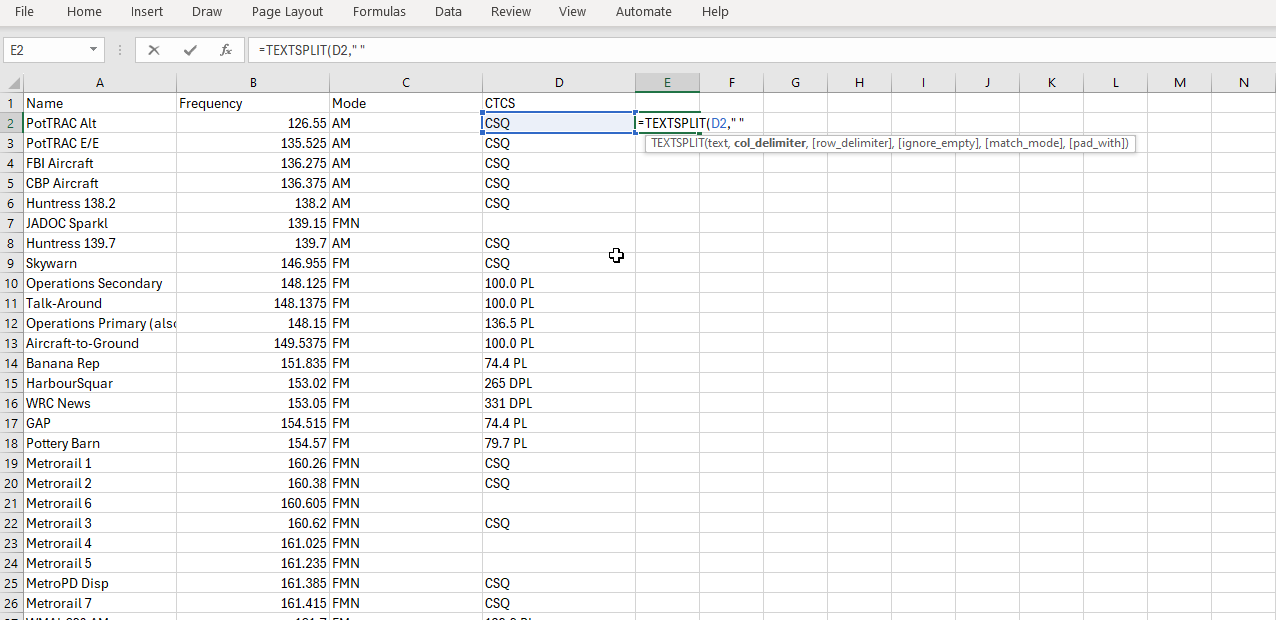 File Home Insert Draw Page Layout Formulas Data Review View Automate Help
E2 fx =TEXTSPLIT(D2," "
A B C D E F G H I J K L M N
1 Name Frequency Mode CTCS
2 PotTRAC Alt 126.55 AM CSQ =TEXTSPLIT(D2," "
TEXTSPLIT(text, col_delimiter, [row_delimiter], [ignore_empty], [match_mode], [pad_with])
3 PotTRAC E/E 135.525 AM CSQ
4 FBI Aircraft 136.275 AM CSQ
5 CBP Aircraft 136.375 AM CSQ
6 Huntress 138.2 138.2 AM CSQ
7 JADOC Sparkl 139.15 FMN
8 Huntress 139.7 139.7 AM CSQ
9 Skywarn 146.955 FM CSQ
10 Operations Secondary 148.125 FM 100.0 PL
11 Talk-Around 148.1375 FM 100.0 PL
12 Operations Primary (also 148.15 FM 136.5 PL
13 Aircraft-to-Ground 149.5375 FM 100.0 PL
14 Banana Rep 151.835 FM 74.4 PL
15 HarbourSquar 153.02 FM 265 DPL
16 WRC News 153.05 FM 331 DPL
17 GAP 154.515 FM 74.4 PL
18 Pottery Barn 154.57 FM 79.7 PL
19 Metrorail 1 160.26 FMN CSQ
20 Metrorail 2 160.38 FMN CSQ
21 Metrorail 6 160.605 FMN
22 Metrorail 3 160.62 FMN CSQ
23 Metrorail 4 161.025 FMN
24 Metrorail 5 161.235 FMN
25 MetroPD Disp 161.385 FMN CSQ
26 Metrorail 7 161.415 FMN CSQ